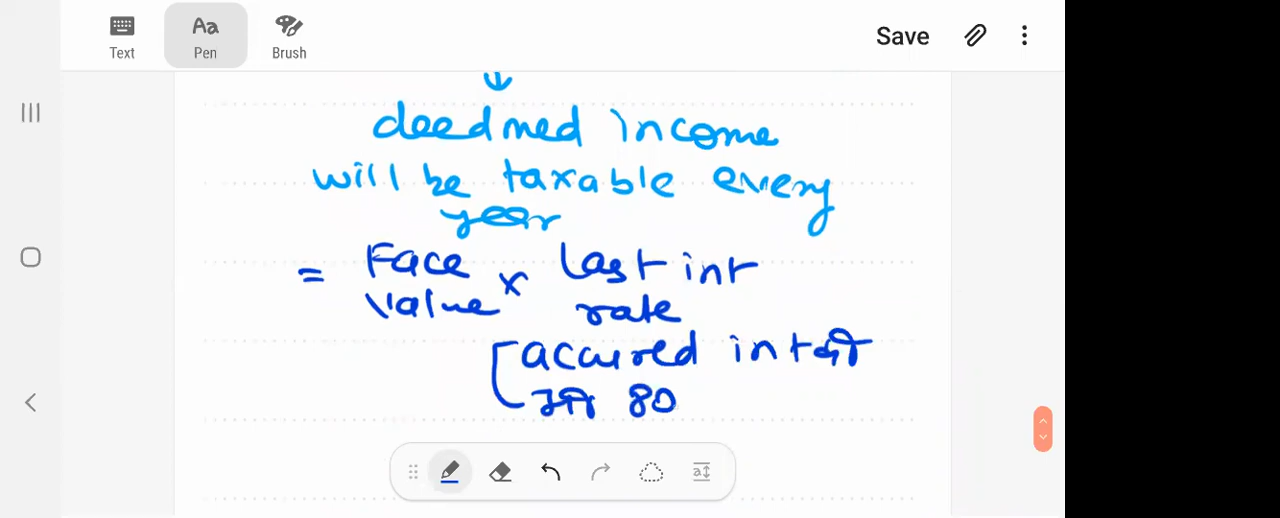 Text
Aa
Pen
Brush
Save
deedmed income
will be taxable every
year
= Face × Last int
value rate
[accured int
80